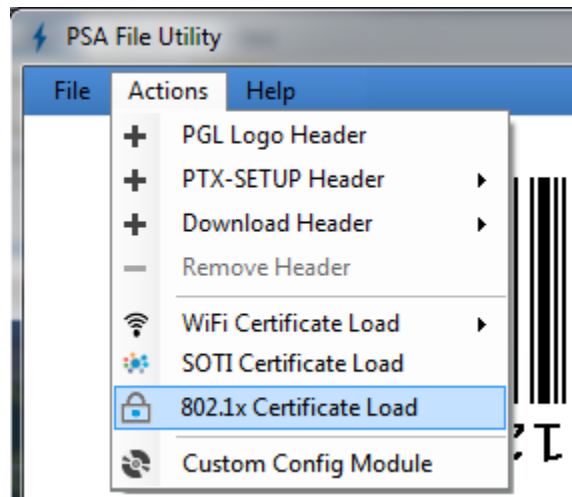 PSA File Utility
File Actions Help
PGL Logo Header
PTX-SETUP Header
Download Header
Remove Header
WiFi Certificate Load
SOTI Certificate Load
802.1x Certificate Load
Custom Config Module